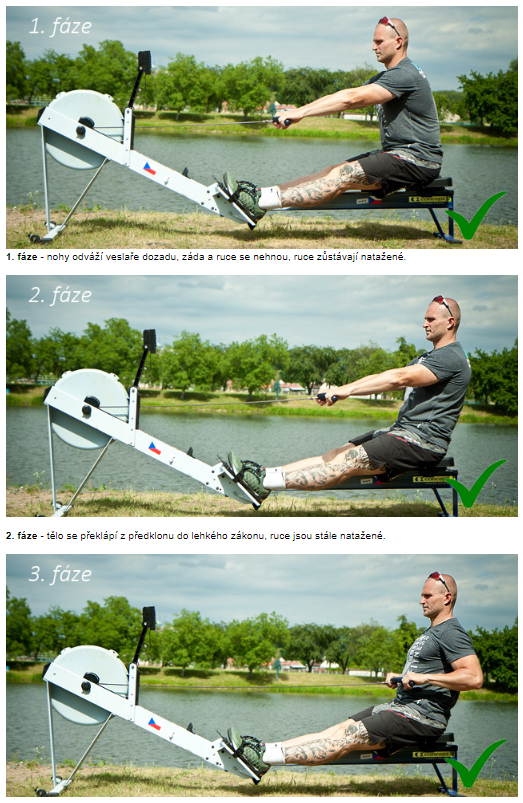 1. fáze
1. fáze - nohy odváží veslaře dozadu, záda a ruce se nehnou, ruce zůstávají natažené.
2. fáze
2. fáze - tělo se překlápí z předklonu do lehkého zákonu, ruce jsou stále natažené.
3. fáze